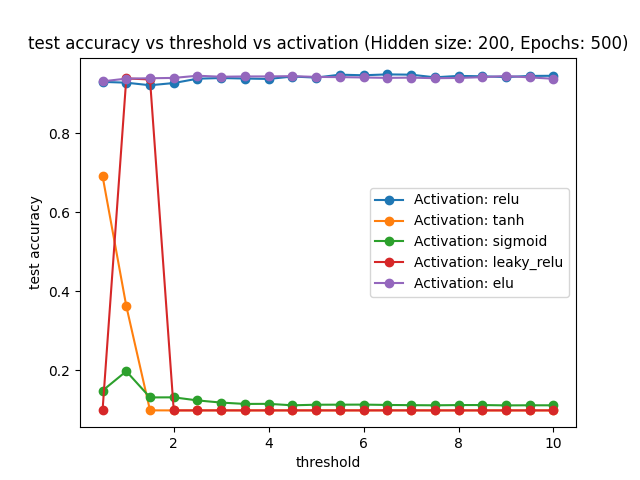 test accuracy vs threshold vs activation (Hidden size: 200, Epochs: 500)
0.8
0.6
0.4
0.2
test accuracy
Activation: relu
Activation: tanh
Activation: sigmoid
Activation: leaky_relu
Activation: elu
2 4 6 8 10
threshold